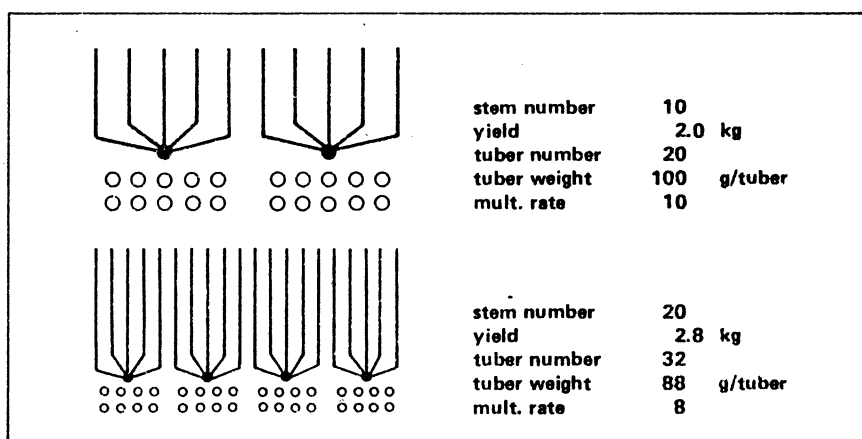 stem number 10
yield 2.0 kg
tuber number 20
tuber weight 100 g/tuber
mult. rate 10
stem number 20
yield 2.8 kg
tuber number 32
tuber weight 88 g/tuber
mult. rate 8